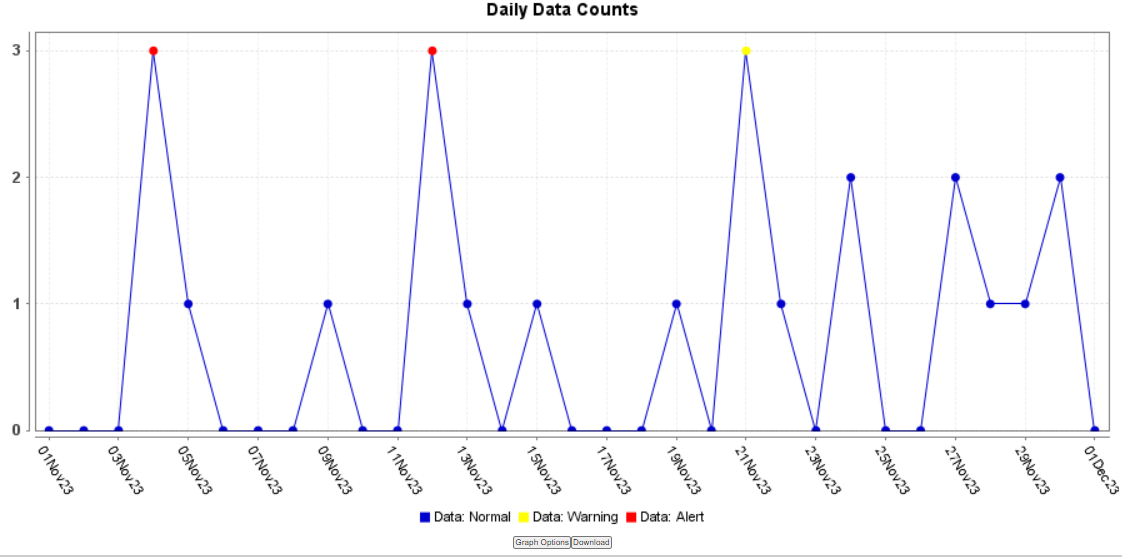 Daily Data Counts
3
2
1
0
01Nov23 03Nov23 05Nov23 07Nov23 09Nov23 11Nov23 13Nov23 15Nov23 17Nov23 19Nov23 21Nov23 23Nov23 25Nov23 27Nov23 29Nov23 01Dec23
Data: Normal Data: Warning Data: Alert
Graph Options Download